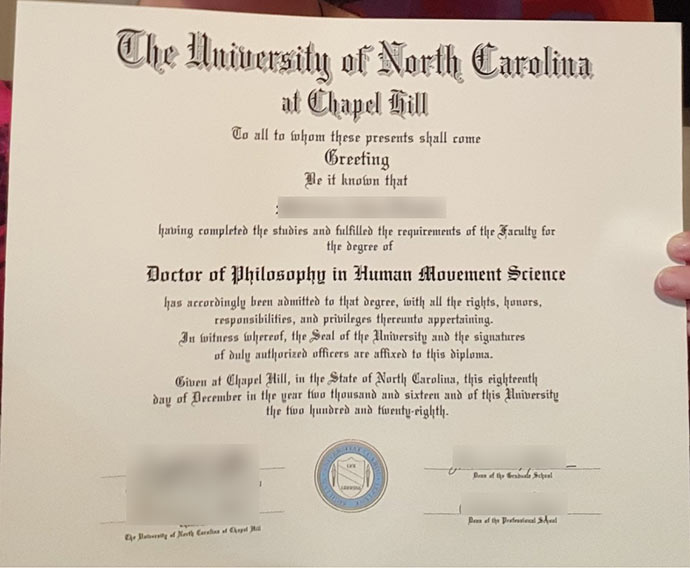 The University of North Carolina
at Chapel Hill
To all to whom these presents shall come
Greeting
Be it known that
having completed the studies and fulfilled the requirements of the Faculty for
the degree of
Doctor of Philosophy in Human Movement Science
has accordingly been admitted to that degree, with all the rights, honors,
responsibilities, and privileges thereunto appertaining.
In witness whereof, the Seal of the University and the signatures
of duly authorized officers are affixed to this diploma.
Given at Chapel Hill, in the State of North Carolina, this eighteenth
day of December in the year two thousand and sixteen and of this University
the two hundred and twenty-eighth.
LUX
LIBERTAS
Dean of the Graduate School
Dean of the Professional School
The University of North Carolina at Chapel Hill